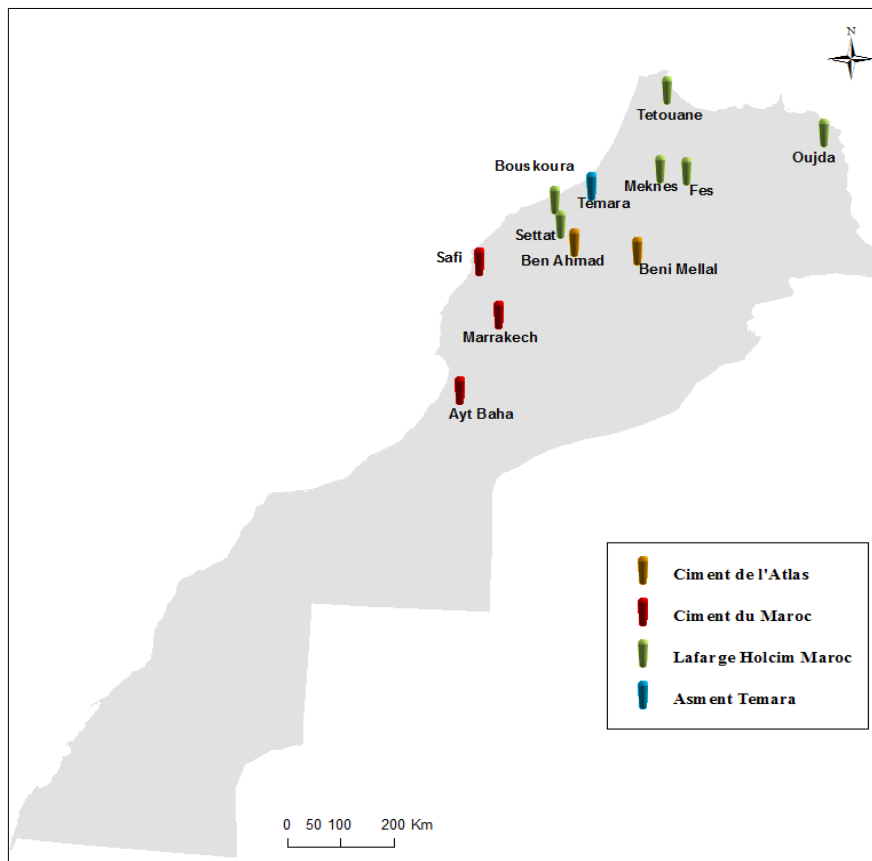 N
Tetouane
Oujda
Bouskoura
Meknes
Fes
Temara
Settat
Safi
Ben Ahmad
Beni Mellal
Marrakech
Ayt Baha
Ciment de l'Atlas
Ciment du Maroc
Lafarge Holcim Maroc
Asment Temara
0 50 100 200 Km